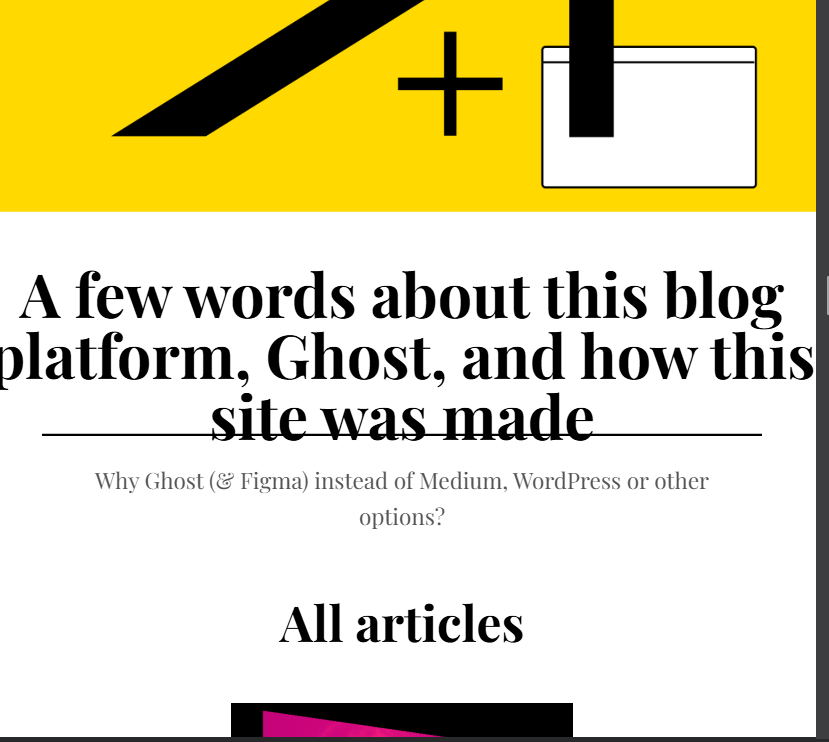 A few words about this blog
platform, Ghost, and how this
site was made
Why Ghost (& Figma) instead of Medium, WordPress or other
options?
All articles